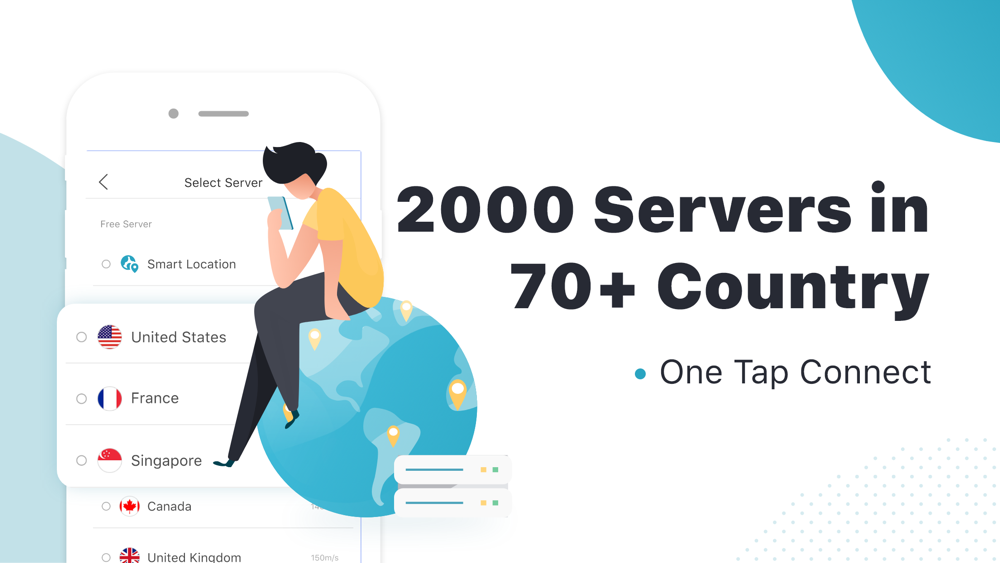 Select Server
Free Server
Smart Location
United States
France
Singapore
Canada
United Kingdom
150m/s
2000 Servers in
70+ Country
One Tap Connect